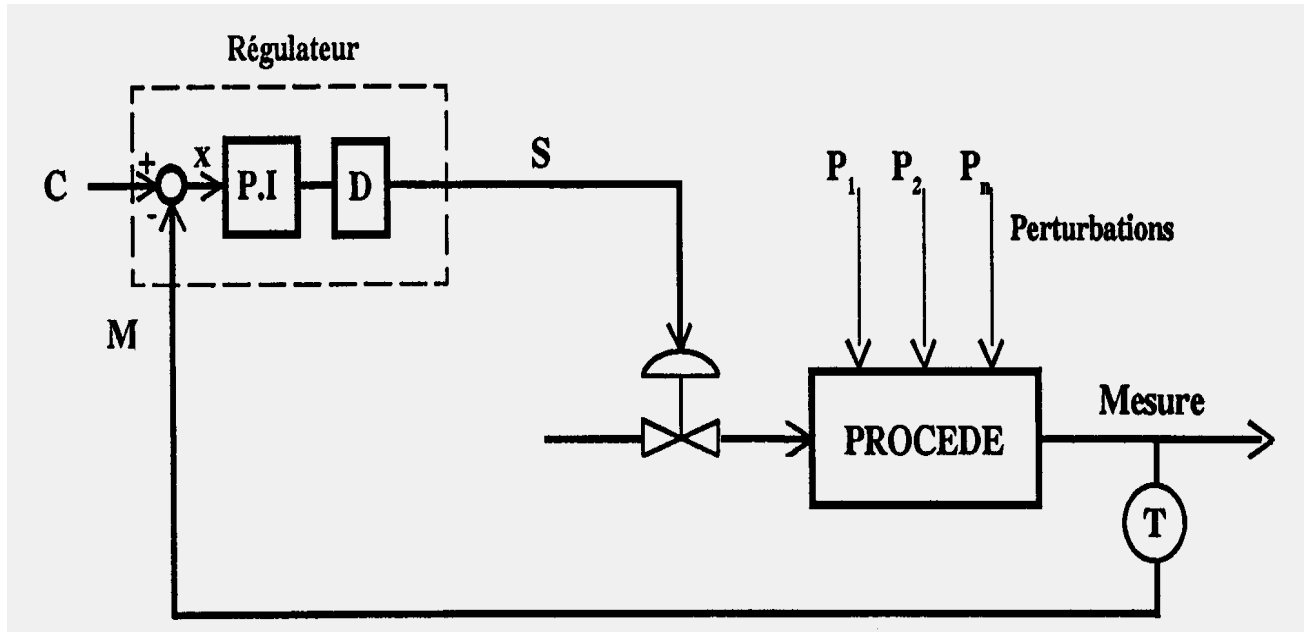 Régulateur
C + - x P.I D S
P1 P2 Pn
Perturbations
M
PROCEDE
Mesure
T